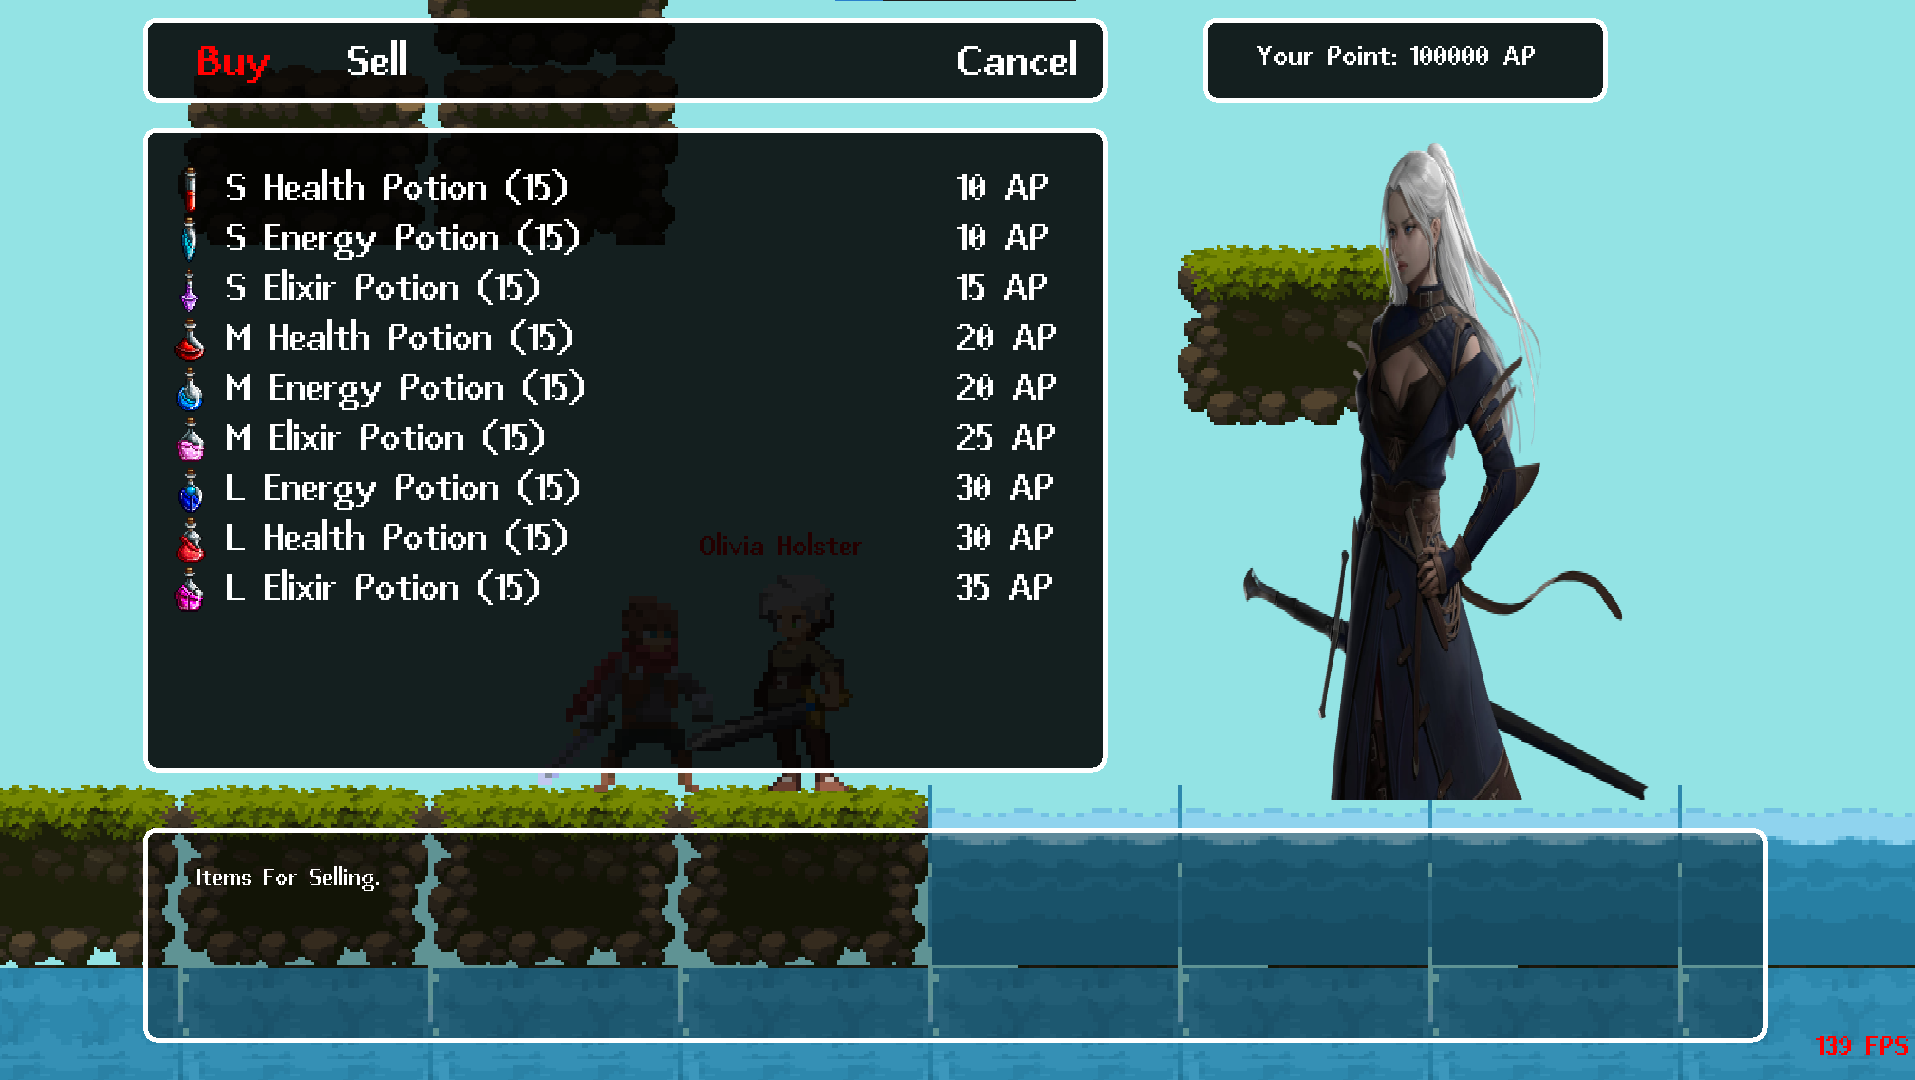 Buy Sell Cancel
Your Point: 100000 AP
S Health Potion (15) 10 AP
S Energy Potion (15) 10 AP
S Elixir Potion (15) 15 AP
M Health Potion (15) 20 AP
M Energy Potion (15) 20 AP
M Elixir Potion (15) 25 AP
L Energy Potion (15) 30 AP
L Health Potion (15) 30 AP
L Elixir Potion (15) 35 AP
Olivia Holster
Items For Selling.
139 FPS